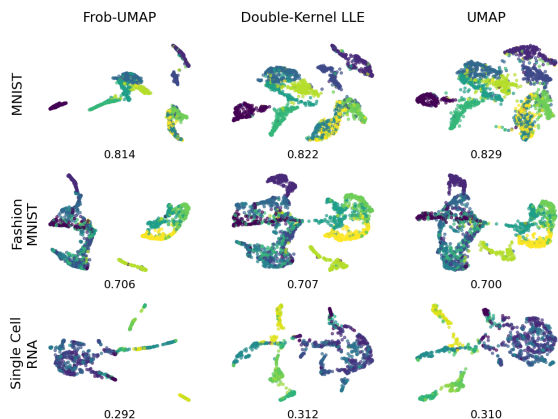 Frob-UMAP Double-Kernel LLE UMAP
MNIST
0.814 0.822 0.829
Fashion
MNIST
0.706 0.707 0.700
Single Cell
RNA
0.292 0.312 0.310